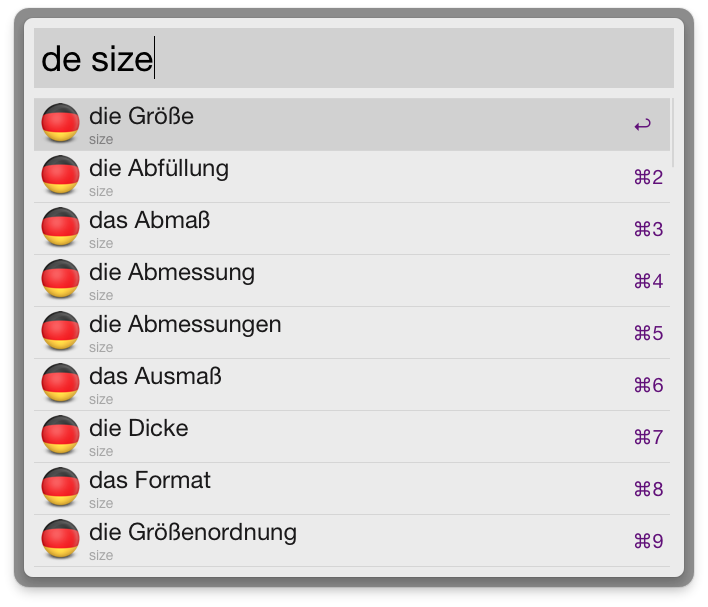 de size
die Größe
size
↩
die Abfüllung
size
⌘2
das Abmaß
size
⌘3
die Abmessung
size
⌘4
die Abmessungen
size
⌘5
das Ausmaß
size
⌘6
die Dicke
size
⌘7
das Format
size
⌘8
die Größenordnung
size
⌘9